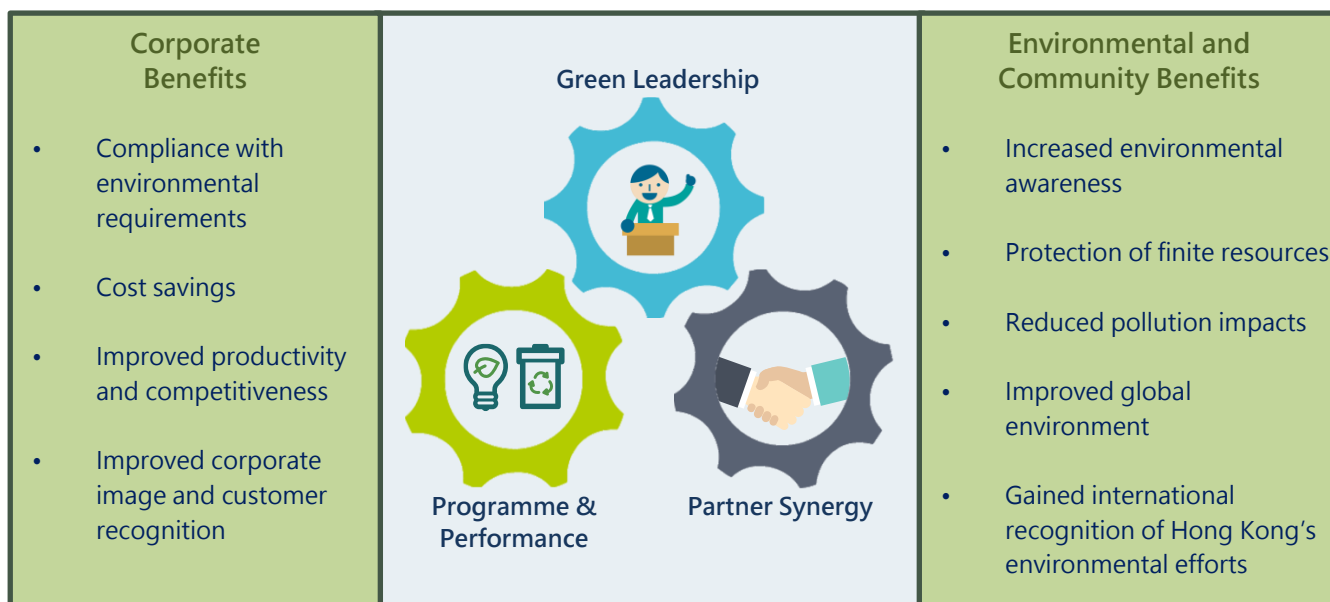 Corporate
Benefits
• Compliance with
environmental
requirements
• Cost savings
• Improved productivity
and competitiveness
• Improved corporate
image and customer
recognition
Green Leadership
Programme &
Performance
Partner Synergy
Environmental and
Community Benefits
• Increased environmental
awareness
• Protection of finite resources
• Reduced pollution impacts
• Improved global
environment
• Gained international
recognition of Hong Kong’s
environmental efforts